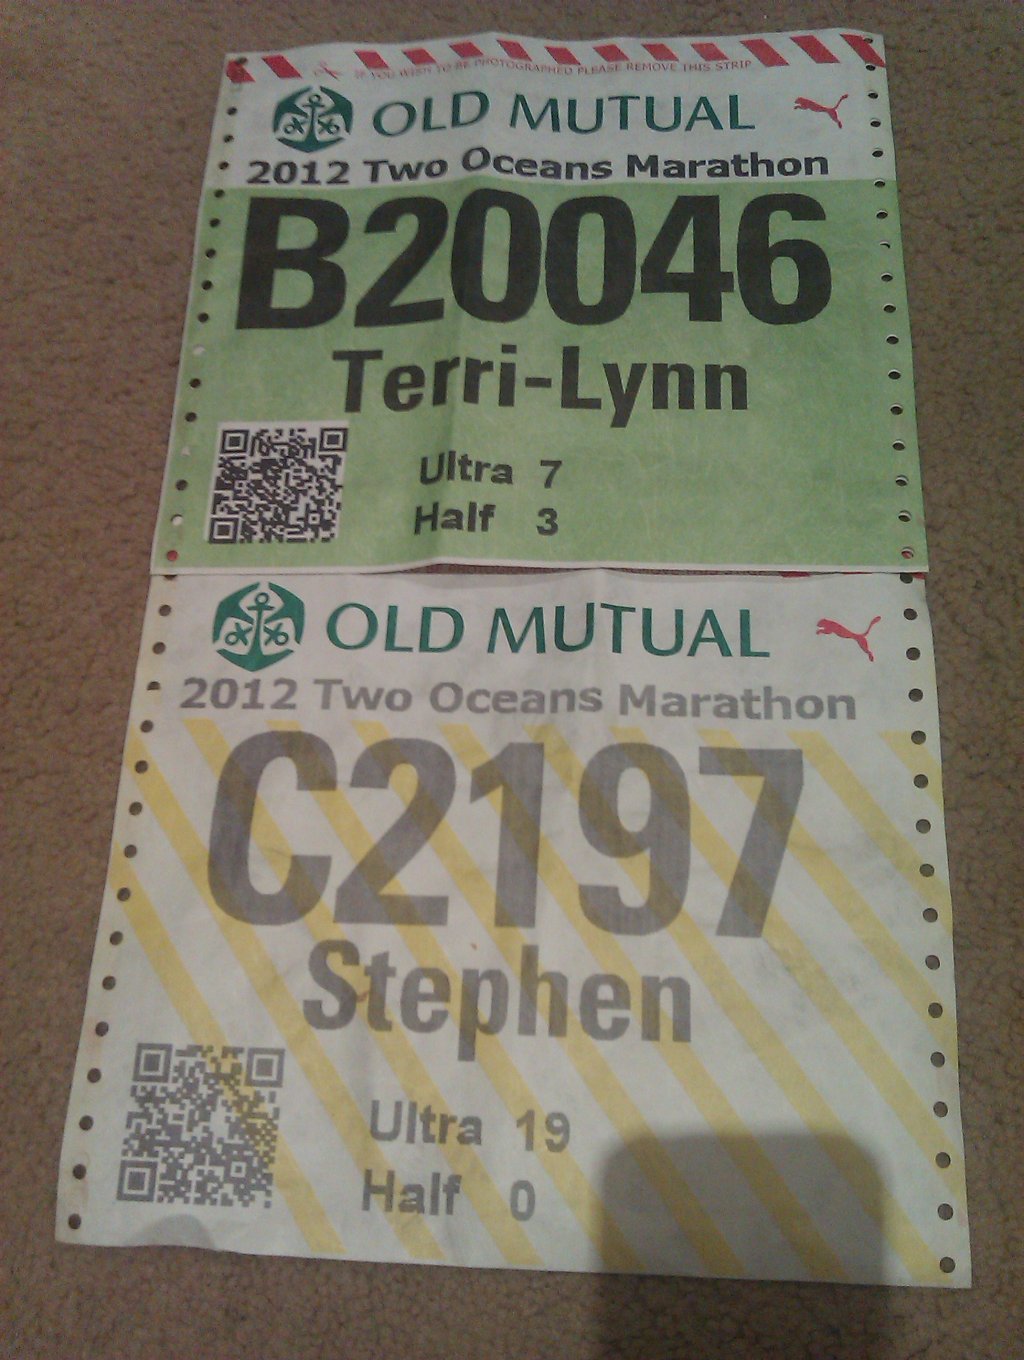 IF YOU WISH TO BE PHOTOGRAPHED PLEASE REMOVE THIS STRIP
OLD MUTUAL
2012 Two Oceans Marathon
B20046
Terri-Lynn
Ultra 7
Half 3
OLD MUTUAL
2012 Two Oceans Marathon
C2197
Stephen
Ultra 19
Half 0